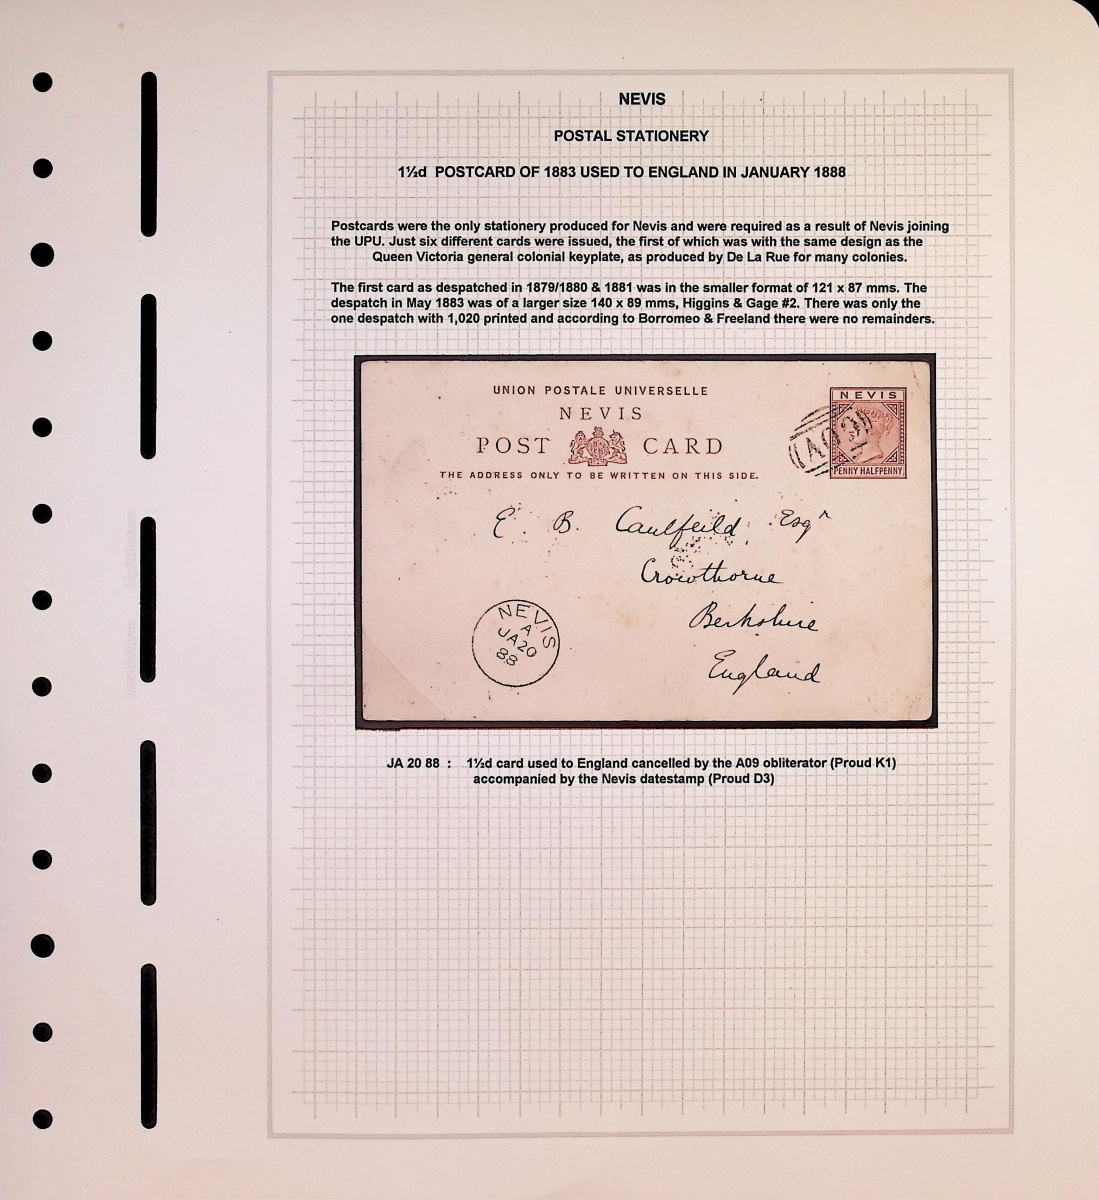 NEVIS
POSTAL STATIONERY
1½d POSTCARD OF 1883 USED TO ENGLAND IN JANUARY 1888
Postcards were the only stationery produced for Nevis and were required as a result of Nevis joining
the UPU. Just six different cards were issued, the first of which was with the same design as the
Queen Victoria general colonial keyplate, as produced by De La Rue for many colonies.
The first card as despatched in 1879/1880 & 1881 was in the smaller format of 121 x 87 mms. The
despatch in May 1883 was of a larger size 140 x 89 mms, Higgins & Gage #2. There was only the
one despatch with 1,020 printed and according to Borromeo & Freeland there were no remainders.
UNION POSTALE UNIVERSELLE
NEVIS
POST CARD
THE ADDRESS ONLY TO BE WRITTEN ON THIS SIDE.
NEVIS
A09
PENNY HALFPENNY
E. B. Caulfeild Esqr
Crowthorne
Berkshire
England
NEVIS
A
JA 20
88
JA 20 88 : 1½d card used to England cancelled by the A09 obliterator (Proud K1)
accompanied by the Nevis datestamp (Proud D3)